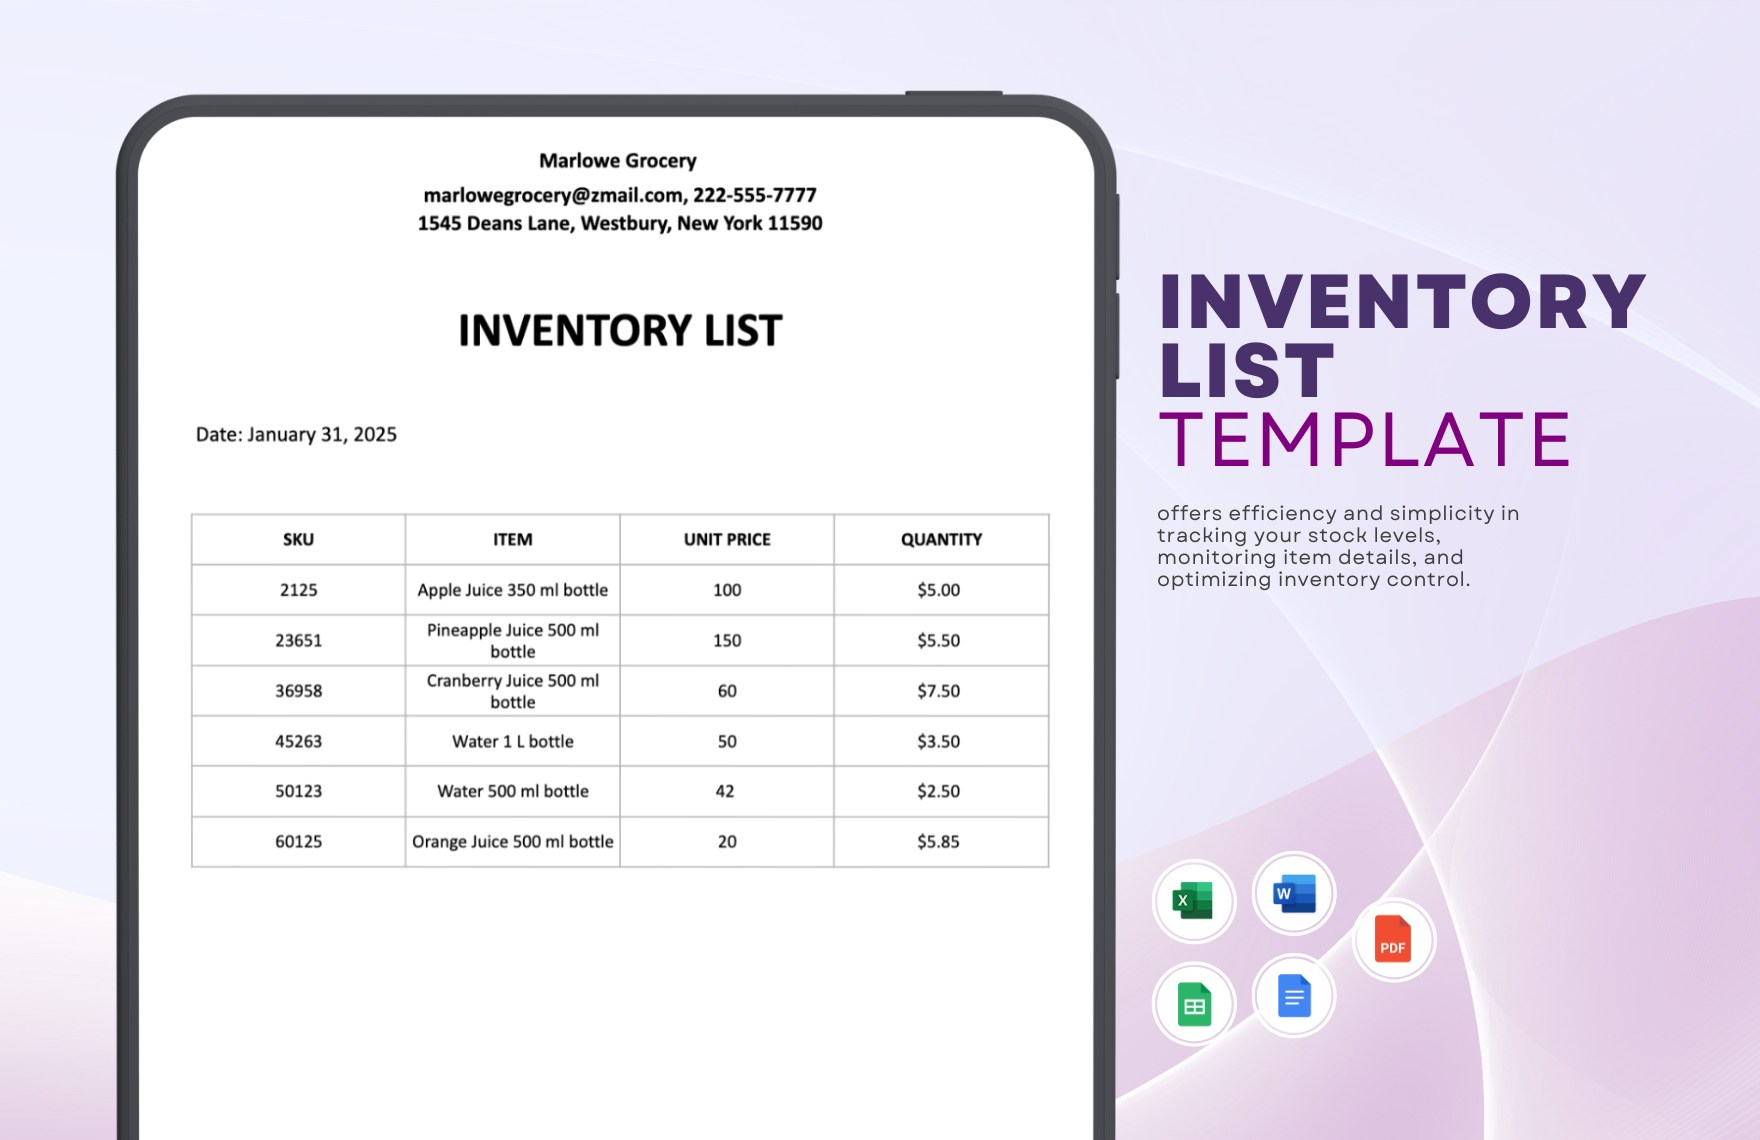 Marlowe Grocery
marlowegrocery@zmail.com, 222-555-7777
1545 Deans Lane, Westbury, New York 11590
INVENTORY LIST
Date: January 31, 2025
SKU ITEM UNIT PRICE QUANTITY
2125 Apple Juice 350 ml bottle 100 $5.00
23651 Pineapple Juice 500 ml bottle 150 $5.50
36958 Cranberry Juice 500 ml bottle 60 $7.50
45263 Water 1 L bottle 50 $3.50
50123 Water 500 ml bottle 42 $2.50
60125 Orange Juice 500 ml bottle 20 $5.85
INVENTORY
LIST
TEMPLATE
offers efficiency and simplicity in
tracking your stock levels,
monitoring item details, and
optimizing inventory control.
X
W
PDF